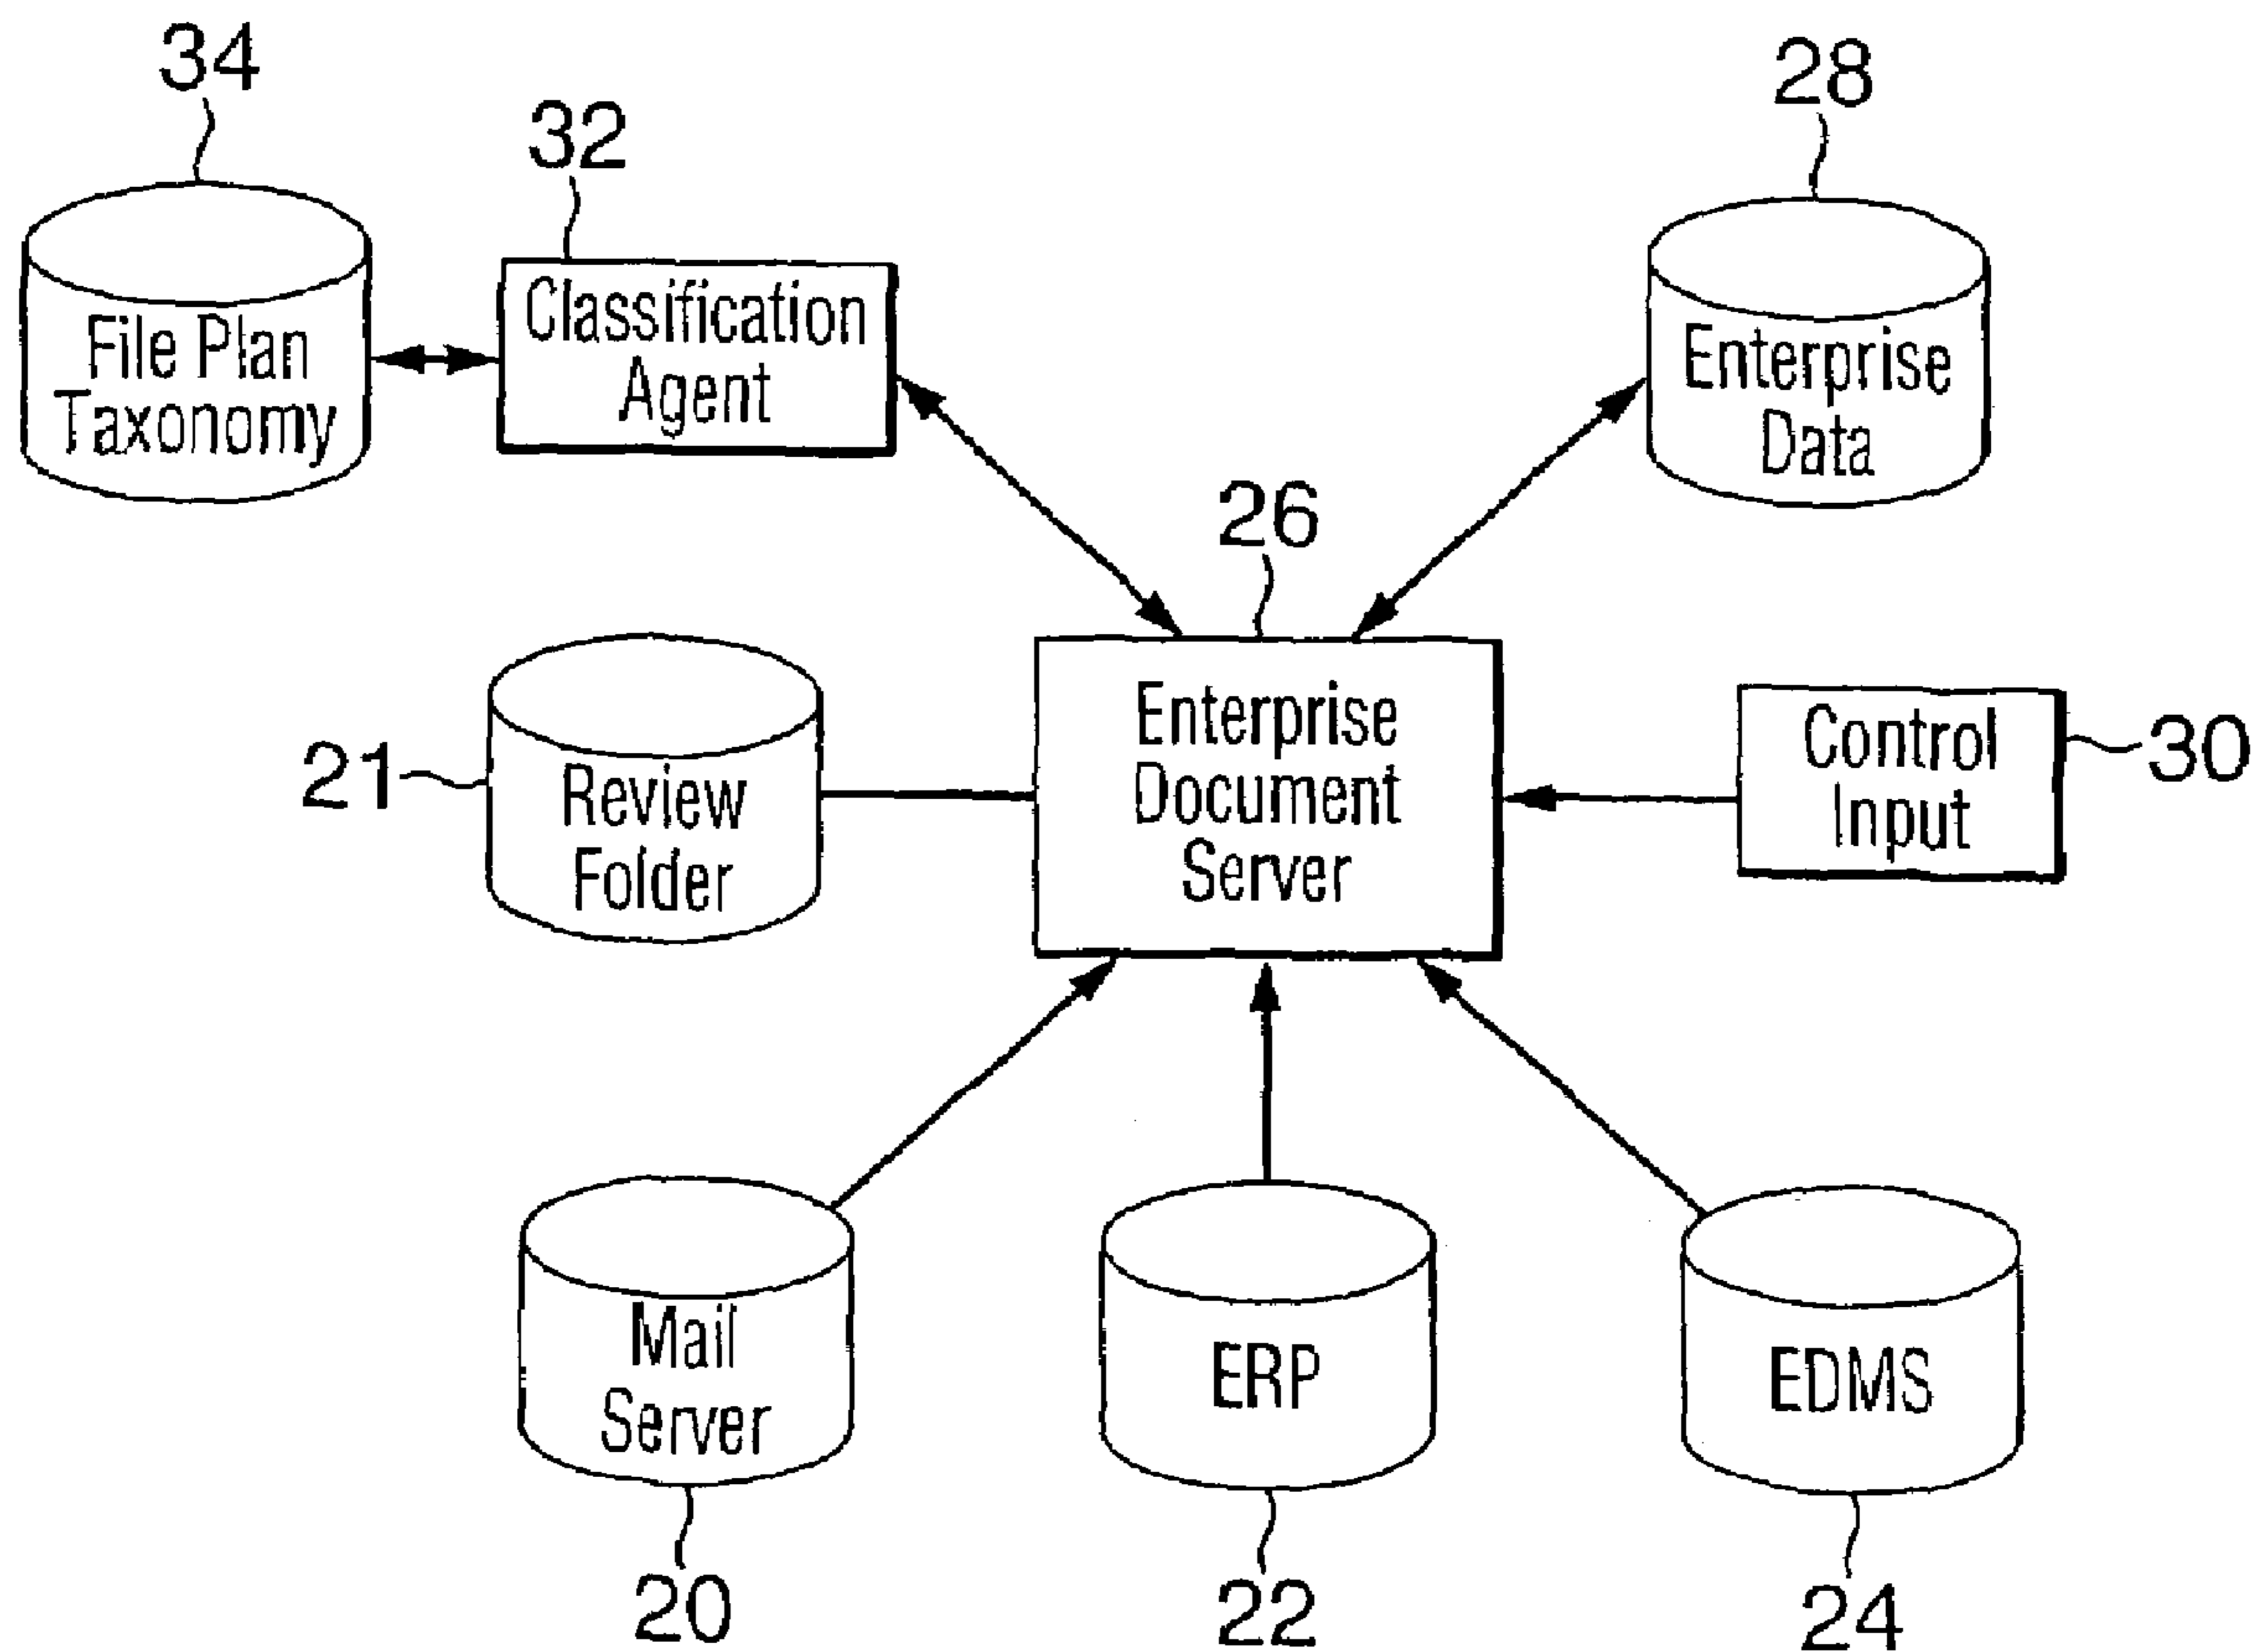 34
32
28
File Plan
Taxonomy
Classification
Agent
Enterprise
Data
26
21
Review
Folder
Enterprise
Document
Server
Control
Input
30
Mail
Server
ERP
EDMS
20
22
24